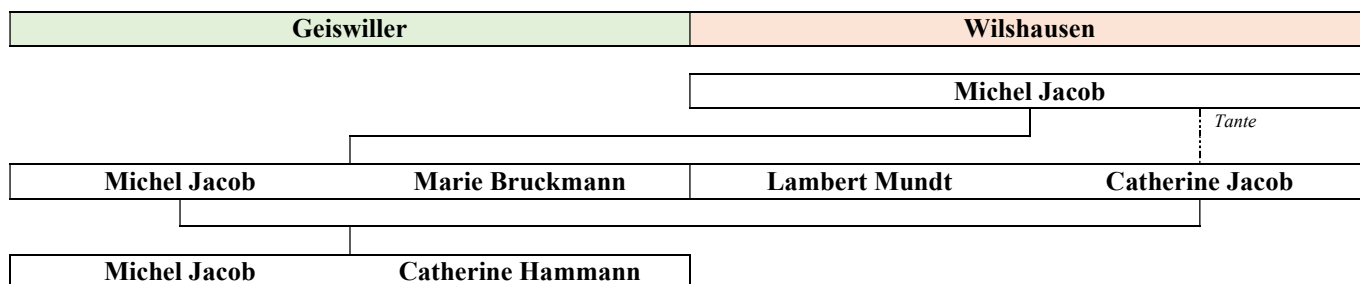 Geiswiller Wilshausen
Michel Jacob
Tante
Michel Jacob Marie Bruckmann Lambert Mundt Catherine Jacob
Michel Jacob Catherine Hammann